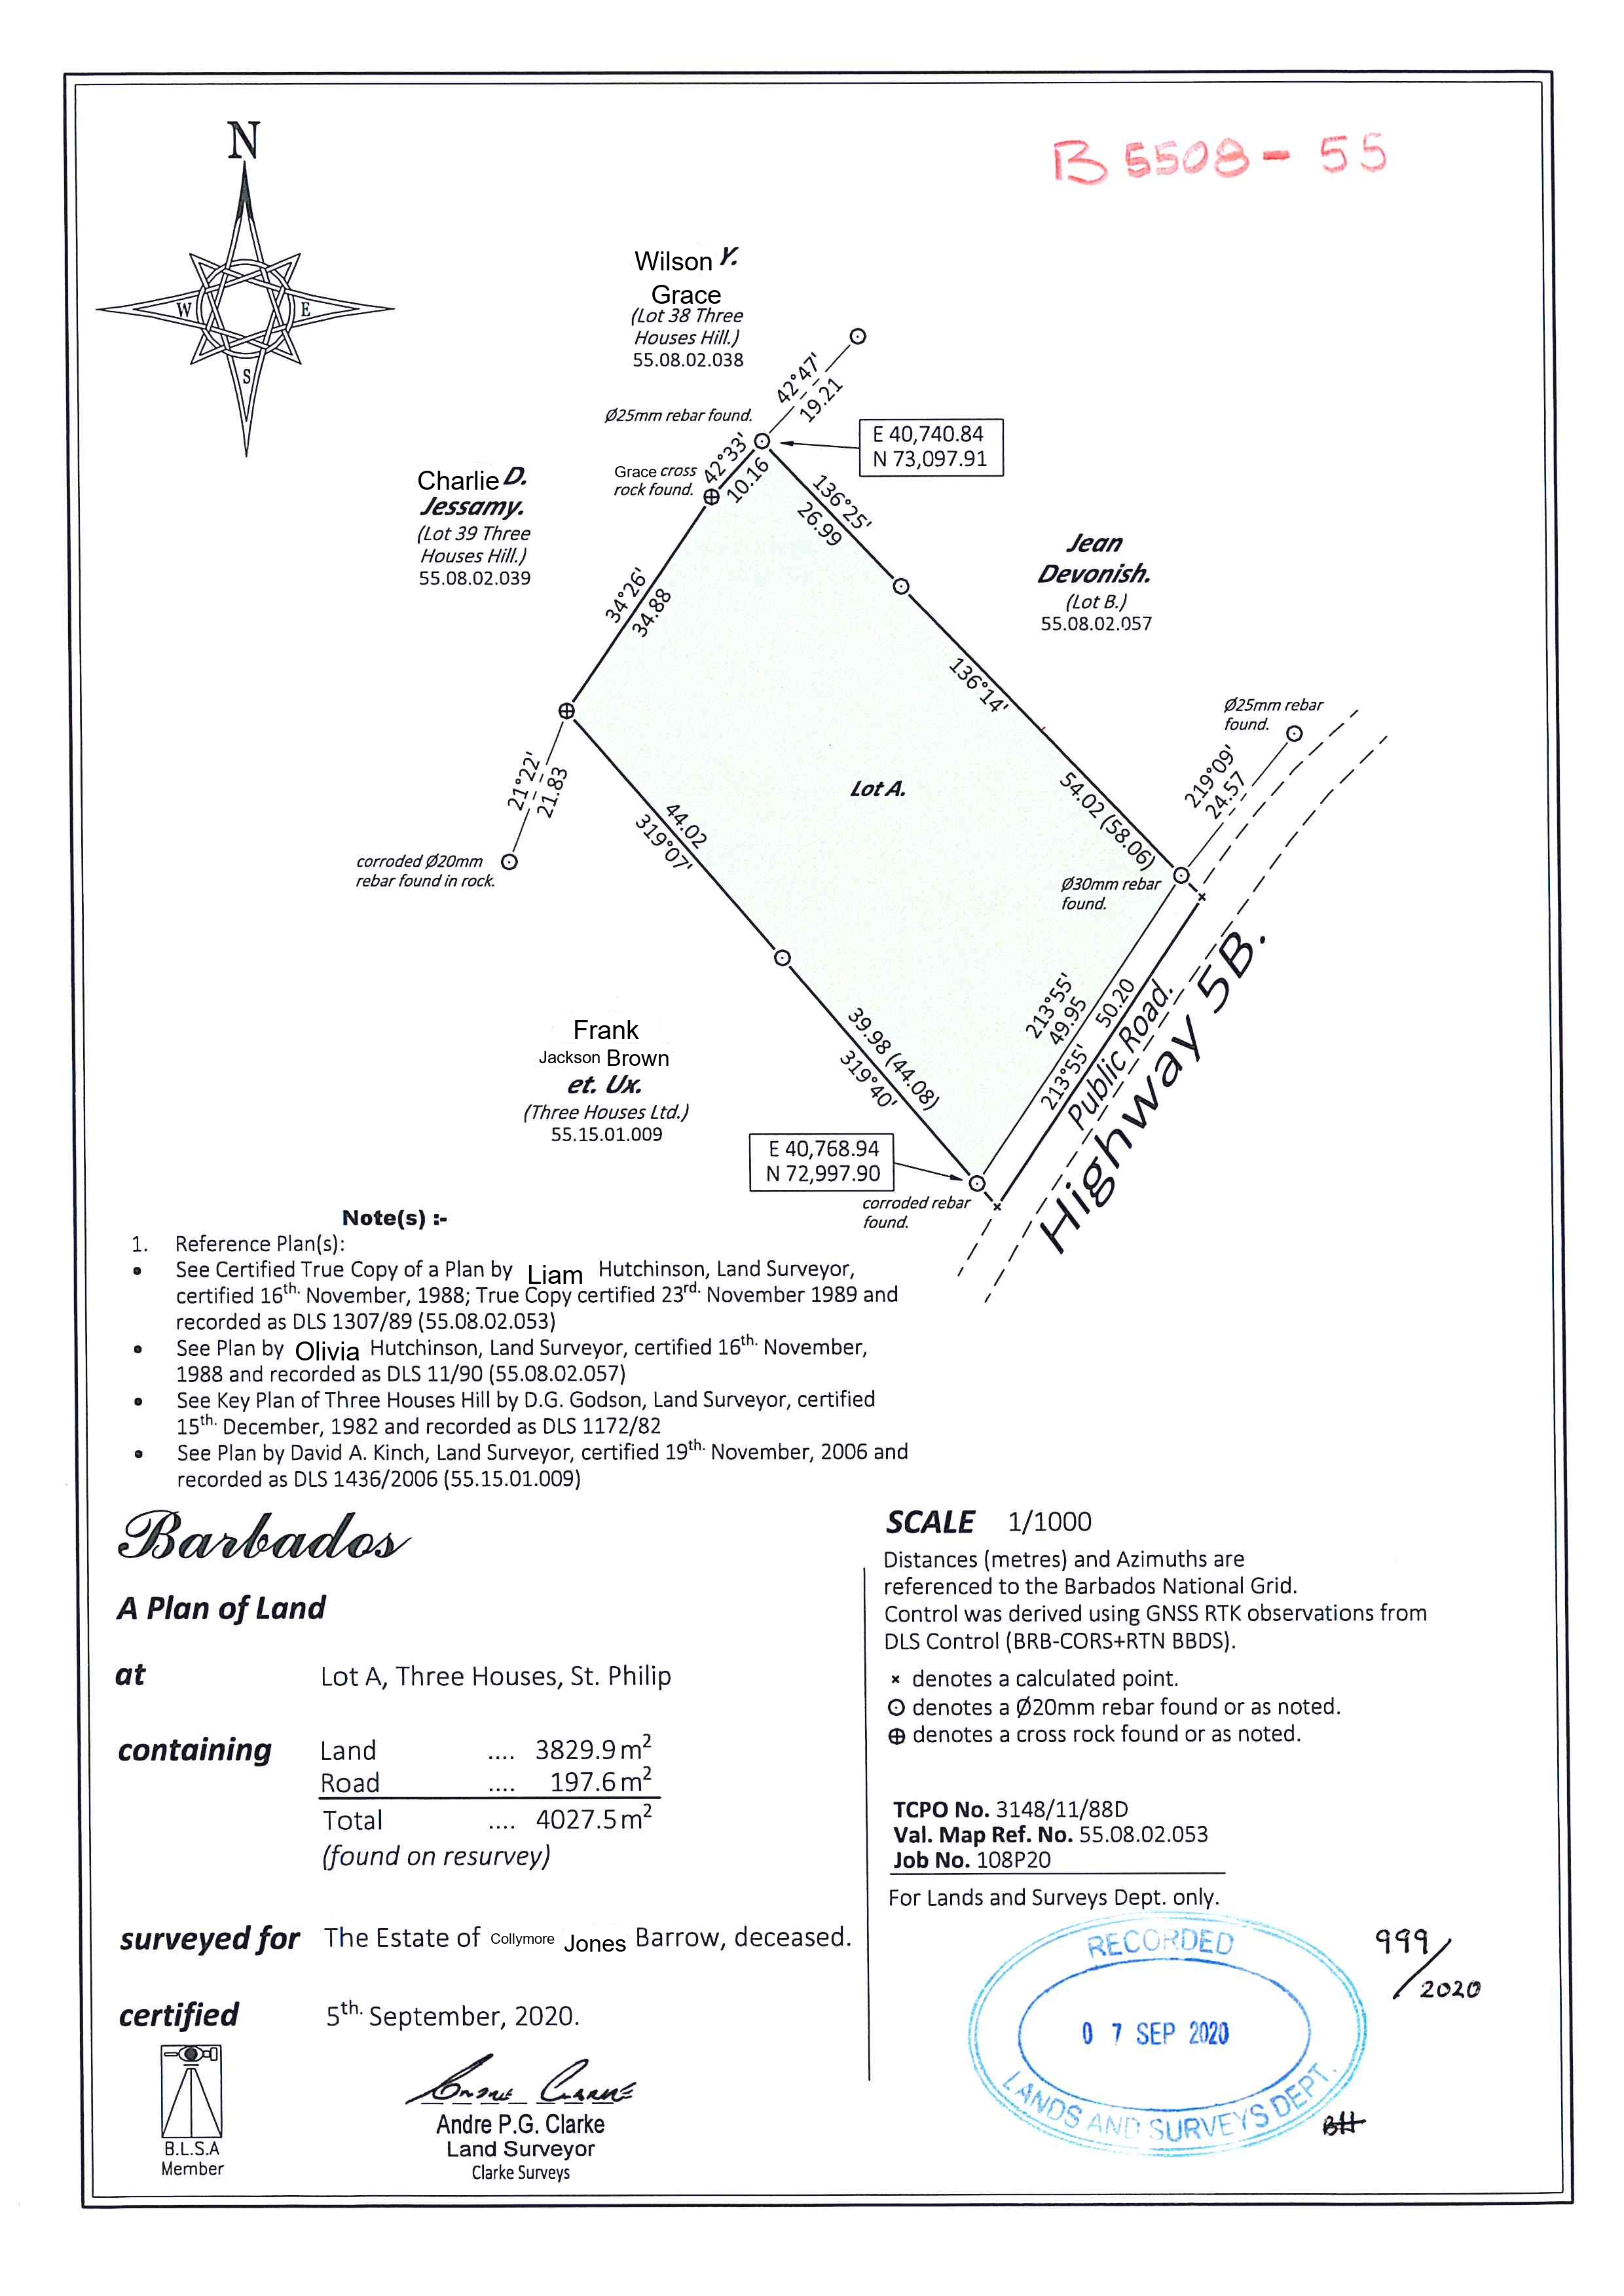 N
W
E
S
B 5508 - 55
Wilson Y.
Grace
(Lot 38 Three
Houses Hill.)
55.08.02.038
42°47'
19.21
Ø25mm rebar found.
E 40,740.84
N 73,097.91
Charlie D.
Jessamy.
(Lot 39 Three
Houses Hill.)
55.08.02.039
Grace cross
rock found.
42°33'
10.16
136°25'
26.99
Jean
Devonish.
(Lot B.)
55.08.02.057
34°26'
34.88
136°14'
54.02 (58.06)
Ø25mm rebar
found.
219°09'
24.57
21°22'
21.83
Lot A.
44.02
319°07'
corroded Ø20mm
rebar found in rock.
Ø30mm rebar
found.
Frank
Jackson Brown
et. Ux.
(Three Houses Ltd.)
55.15.01.009
39.98 (44.08)
319°40'
213°55'
49.95
213°55'
50.20
Public Road.
Highway 5B.
E 40,768.94
N 72,997.90
corroded rebar
found.
Note(s) :-
1. Reference Plan(s):
• See Certified True Copy of a Plan by Liam Hutchinson, Land Surveyor,
certified 16th. November, 1988; True Copy certified 23rd. November 1989 and
recorded as DLS 1307/89 (55.08.02.053)
• See Plan by Olivia Hutchinson, Land Surveyor, certified 16th. November,
1988 and recorded as DLS 11/90 (55.08.02.057)
• See Key Plan of Three Houses Hill by D.G. Godson, Land Surveyor, certified
15th. December, 1982 and recorded as DLS 1172/82
• See Plan by David A. Kinch, Land Surveyor, certified 19th. November, 2006 and
recorded as DLS 1436/2006 (55.15.01.009)
Barbados
A Plan of Land
at Lot A, Three Houses, St. Philip
containing Land .... 3829.9 m²
Road .... 197.6 m²
Total .... 4027.5 m²
(found on resurvey)
surveyed for The Estate of Collymore Jones Barrow, deceased.
certified 5th. September, 2020.
B.L.S.A
Member
Andre Clarke
Andre P.G. Clarke
Land Surveyor
Clarke Surveys
SCALE 1/1000
Distances (metres) and Azimuths are
referenced to the Barbados National Grid.
Control was derived using GNSS RTK observations from
DLS Control (BRB-CORS+RTN BBDS).
× denotes a calculated point.
⊙ denotes a Ø20mm rebar found or as noted.
⊕ denotes a cross rock found or as noted.
TCPO No. 3148/11/88D
Val. Map Ref. No. 55.08.02.053
Job No. 108P20
For Lands and Surveys Dept. only.
RECORDED
0 7 SEP 2020
LANDS AND SURVEYS DEPT.
999/2020
BH